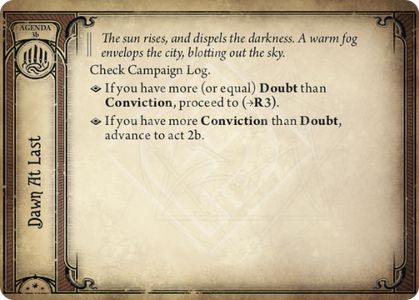 AGENDA
3b
Dawn At Last
The sun rises, and dispels the darkness. A warm fog
envelops the city, blotting out the sky.
Check Campaign Log.
If you have more (or equal) Doubt than
Conviction, proceed to (→R3).
If you have more Conviction than Doubt,
advance to act 2b.